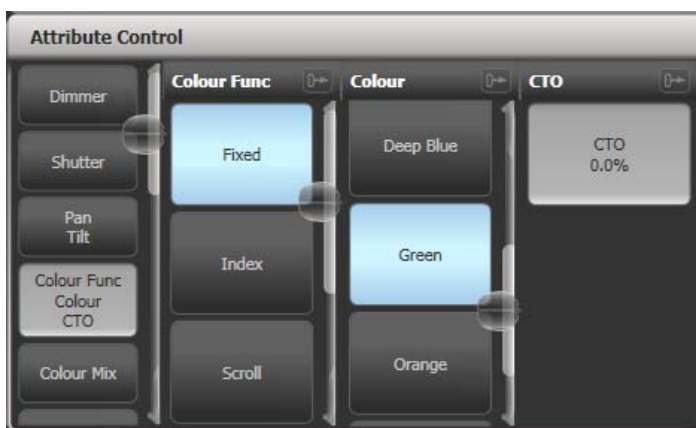 Attribute Control
Dimmer
Shutter
Pan
Tilt
Colour Func
Colour
CTO
Colour Mix
Colour Func
Fixed
Index
Scroll
Colour
Deep Blue
Green
Orange
CTO
CTO
0.0%